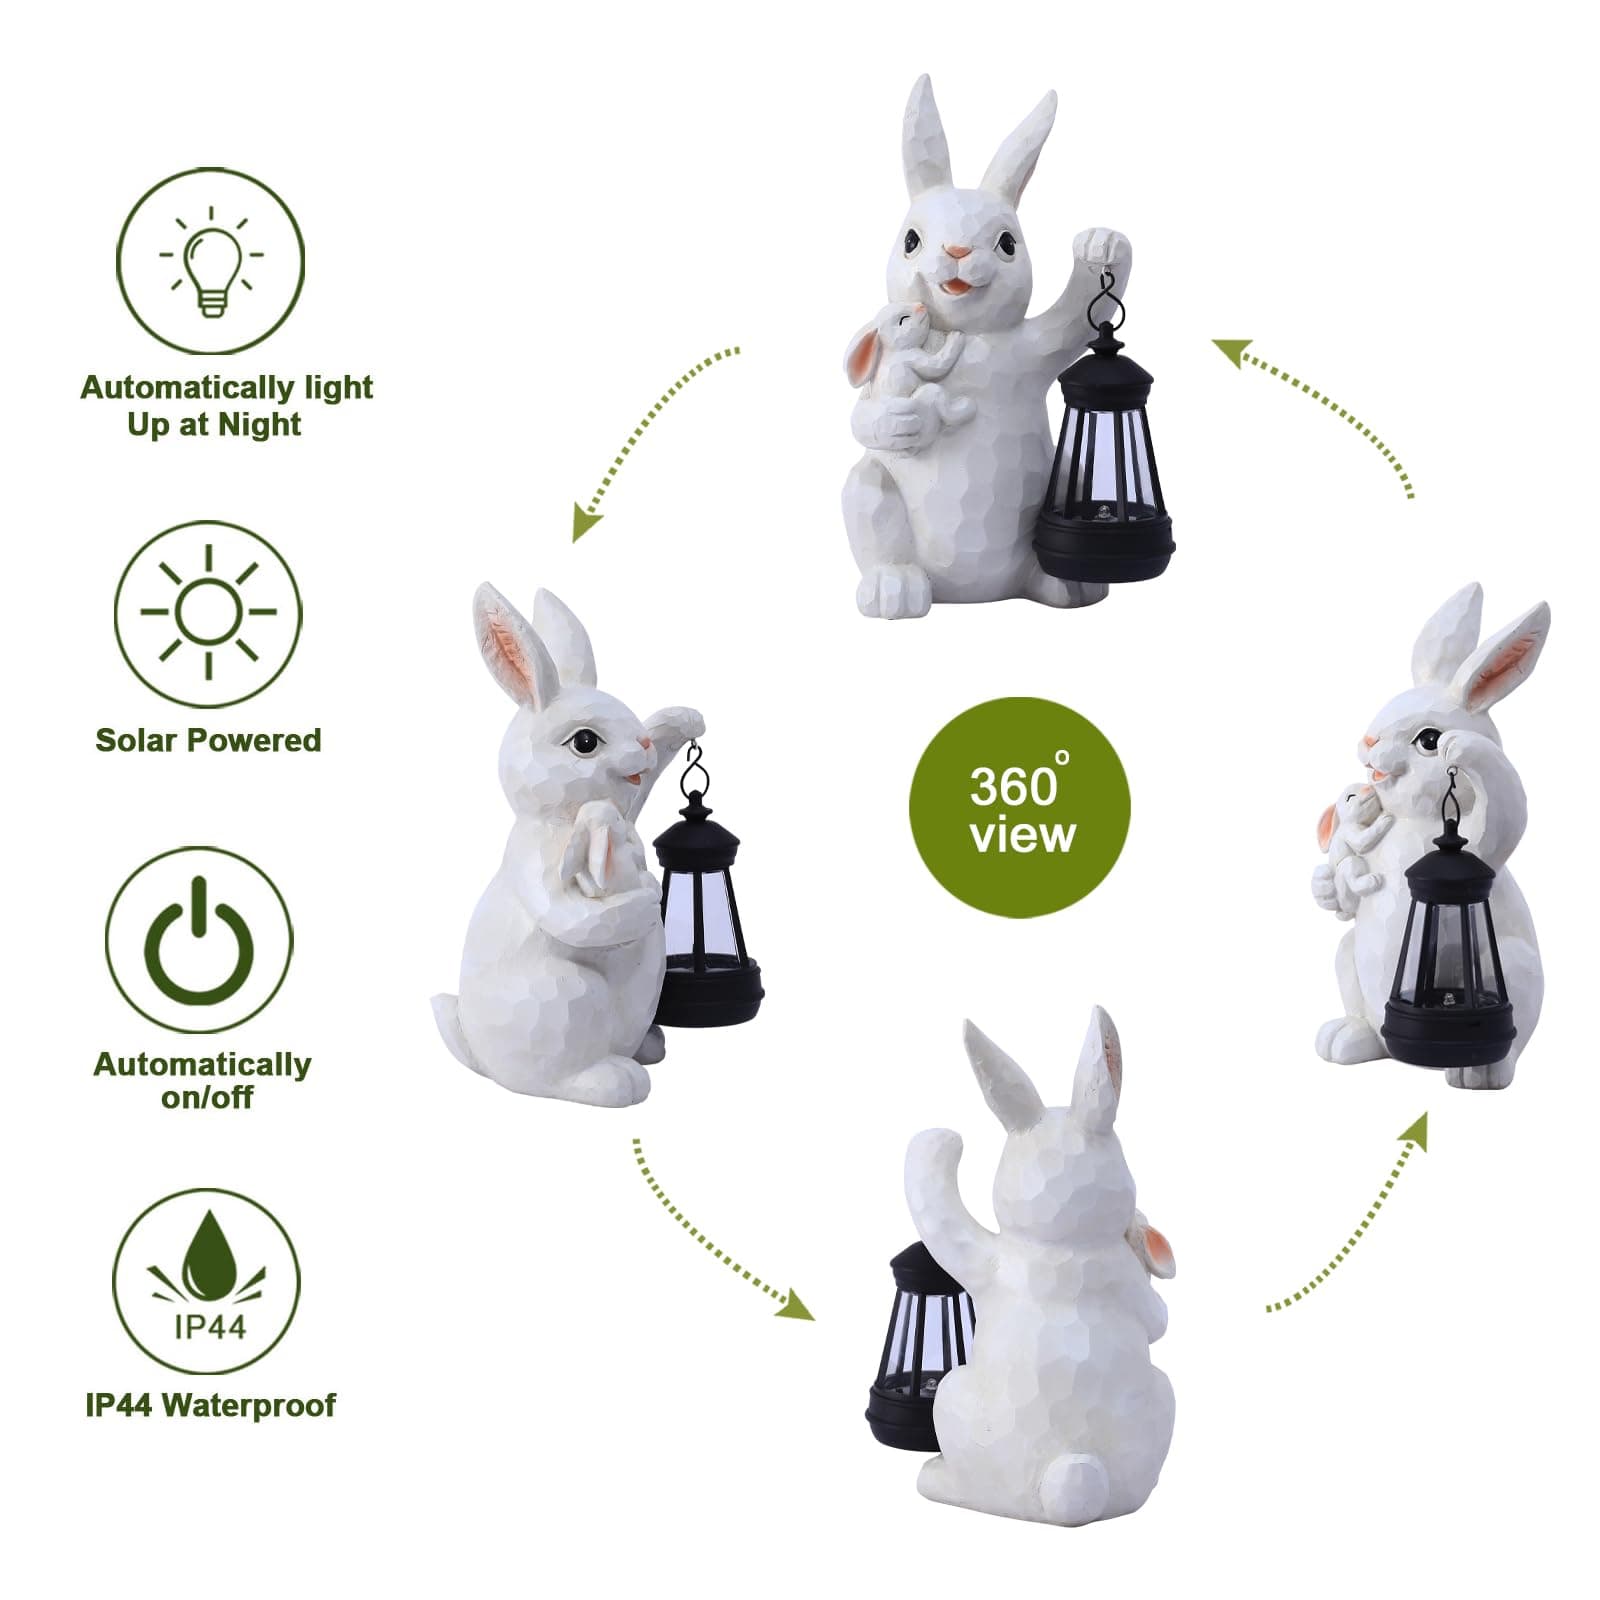 Automatically light
Up at Night
Solar Powered
Automatically
on/off
IP44
IP44 Waterproof
360°
view